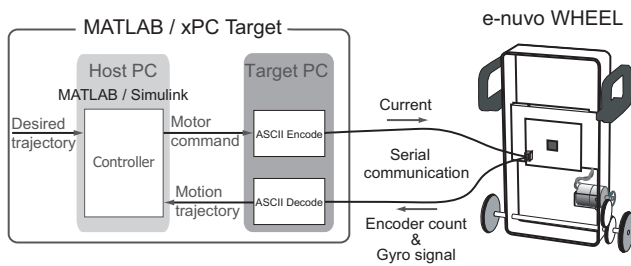 MATLAB / xPC Target
e-nuvo WHEEL
Host PC
Target PC
MATLAB / Simulink
Desired
trajectory
Controller
Motor
command
ASCII Encode
Current
Serial
communication
Motion
trajectory
ASCII Decode
Encoder count
&
Gyro signal